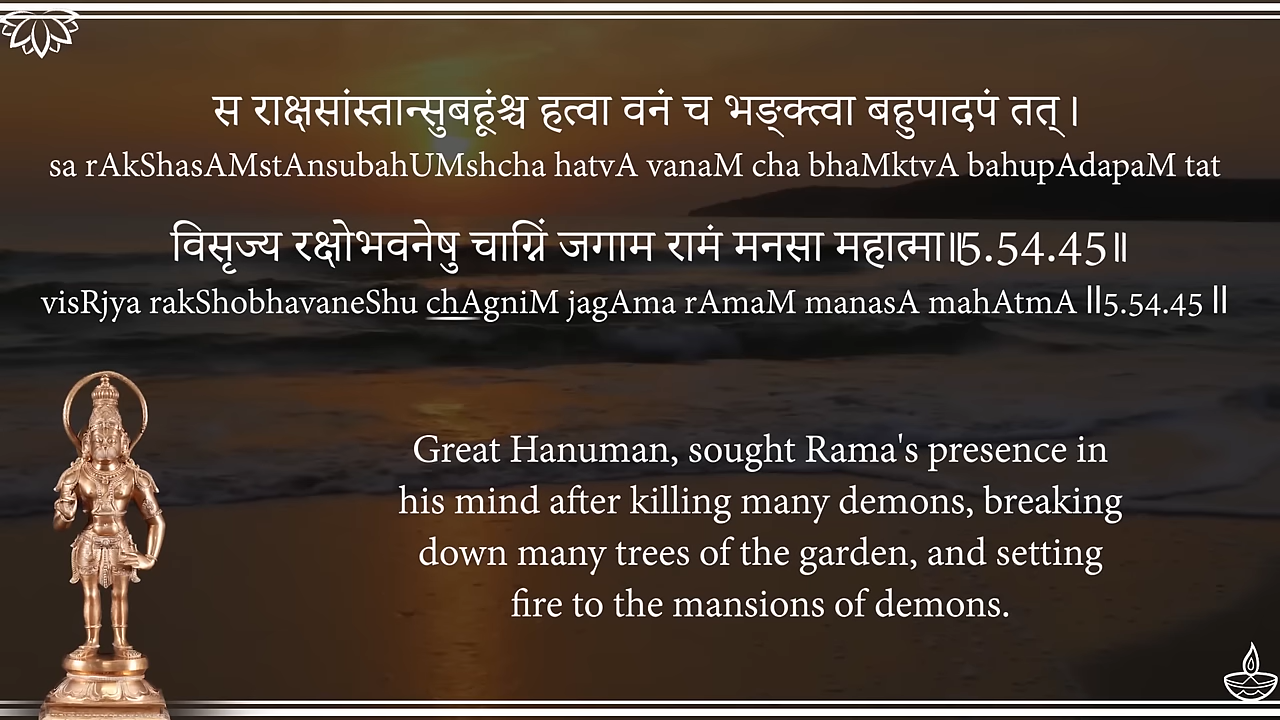 स राक्षसांस्तान्सुबहूंश्च हत्वा वनं च भङ्क्त्वा बहुपादपं तत् ।
sa rAkShasAMstAnsubahUMshcha hatvA vanaM cha bhaMktvA bahupAdapaM tat
विसृज्य रक्षोभवनेषु चाग्निं जगाम रामं मनसा महात्मा॥5.54.45॥
visRjya rakShobhavaneShu chAgniM jagAma rAmaM manasA mahAtmA ॥5.54.45 ॥
Great Hanuman, sought Rama's presence in
his mind after killing many demons, breaking
down many trees of the garden, and setting
fire to the mansions of demons.